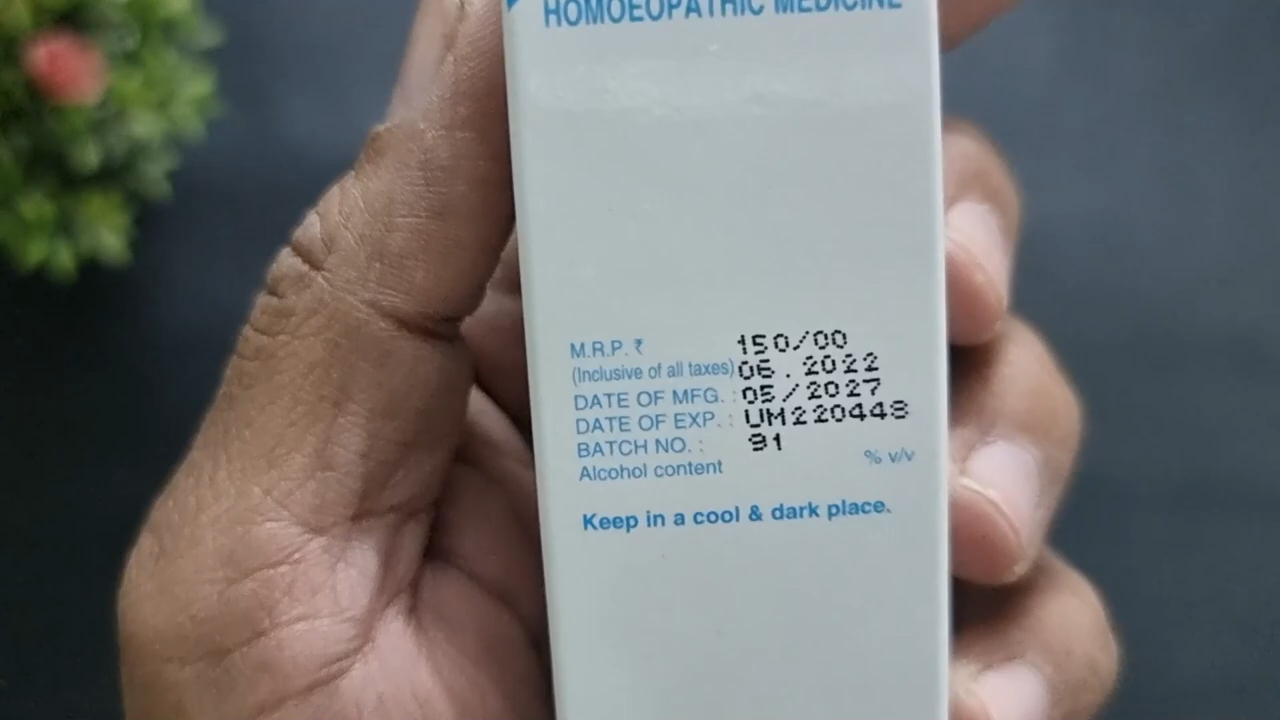 HOMOEOPATHIC MEDICINE
M.R.P. ₹ 150/00
(Inclusive of all taxes) 06.2022
DATE OF MFG. : 05/2027
DATE OF EXP. : UM220448
BATCH NO. : 91
Alcohol content % v/v
Keep in a cool & dark place.